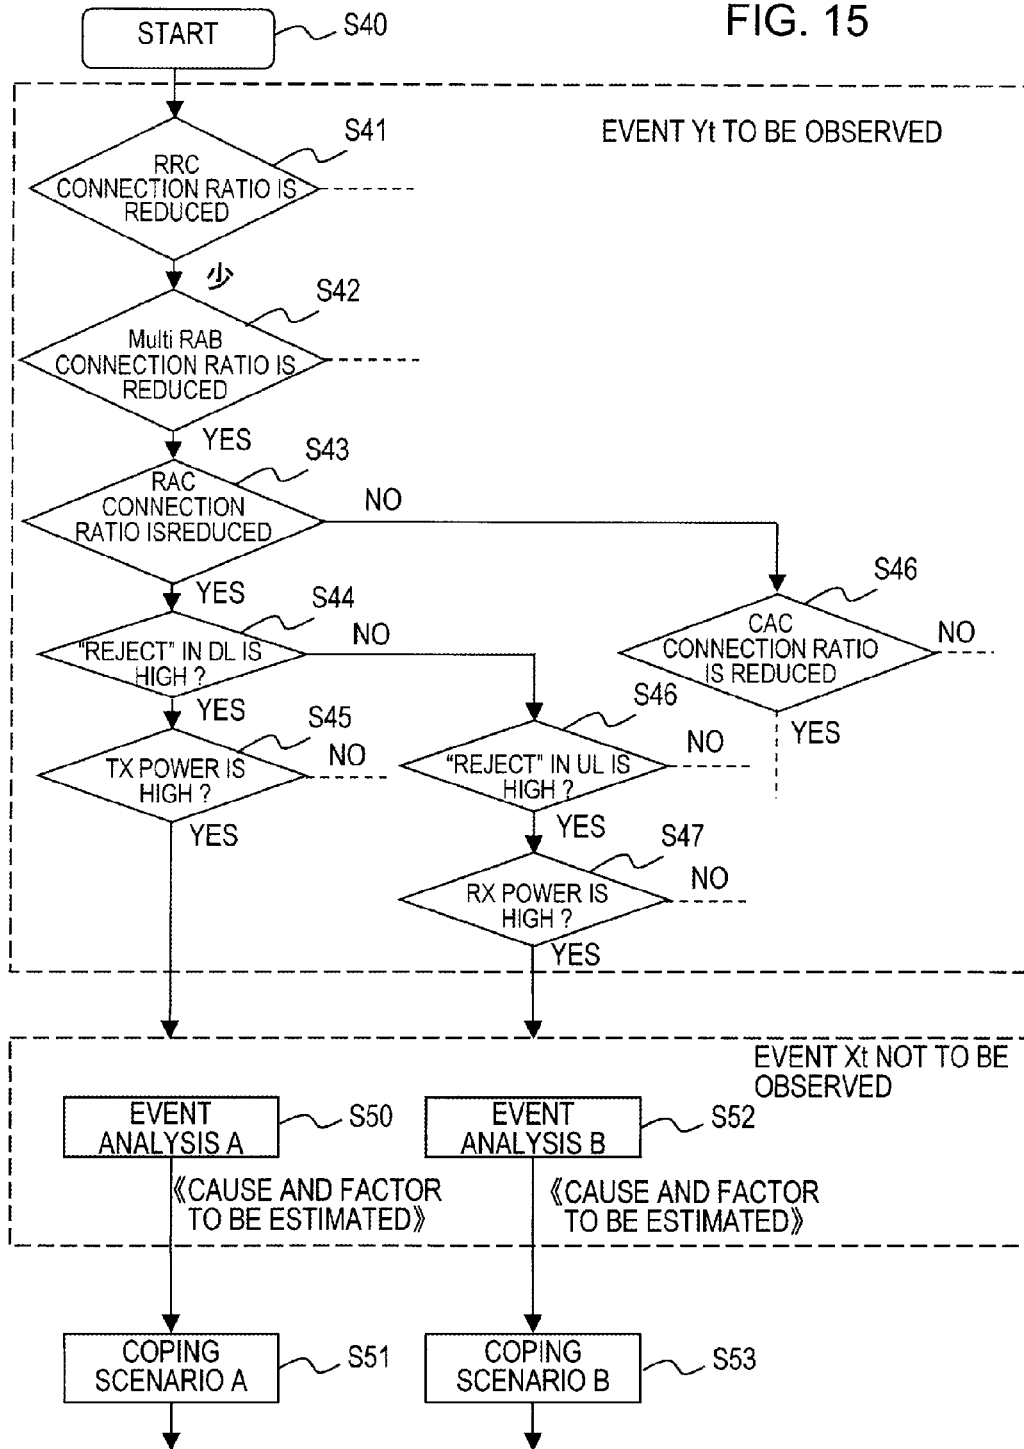 FIG. 15
START
S40
EVENT Yt TO BE OBSERVED
S41
RRC
CONNECTION RATIO IS
REDUCED
少
S42
Multi RAB
CONNECTION RATIO IS
REDUCED
YES
S43
RAC
CONNECTION
RATIO ISREDUCED
NO
YES
S44
"REJECT" IN DL IS
HIGH ?
NO
S46
CAC
CONNECTION RATIO
IS REDUCED
NO
YES
YES
S45
TX POWER IS
HIGH ?
NO
YES
S46
"REJECT" IN UL IS
HIGH ?
NO
YES
S47
RX POWER IS
HIGH ?
NO
YES
EVENT Xt NOT TO BE
OBSERVED
EVENT
ANALYSIS A
S50
EVENT
ANALYSIS B
S52
《CAUSE AND FACTOR
TO BE ESTIMATED》
《CAUSE AND FACTOR
TO BE ESTIMATED》
COPING
SCENARIO A
S51
COPING
SCENARIO B
S53